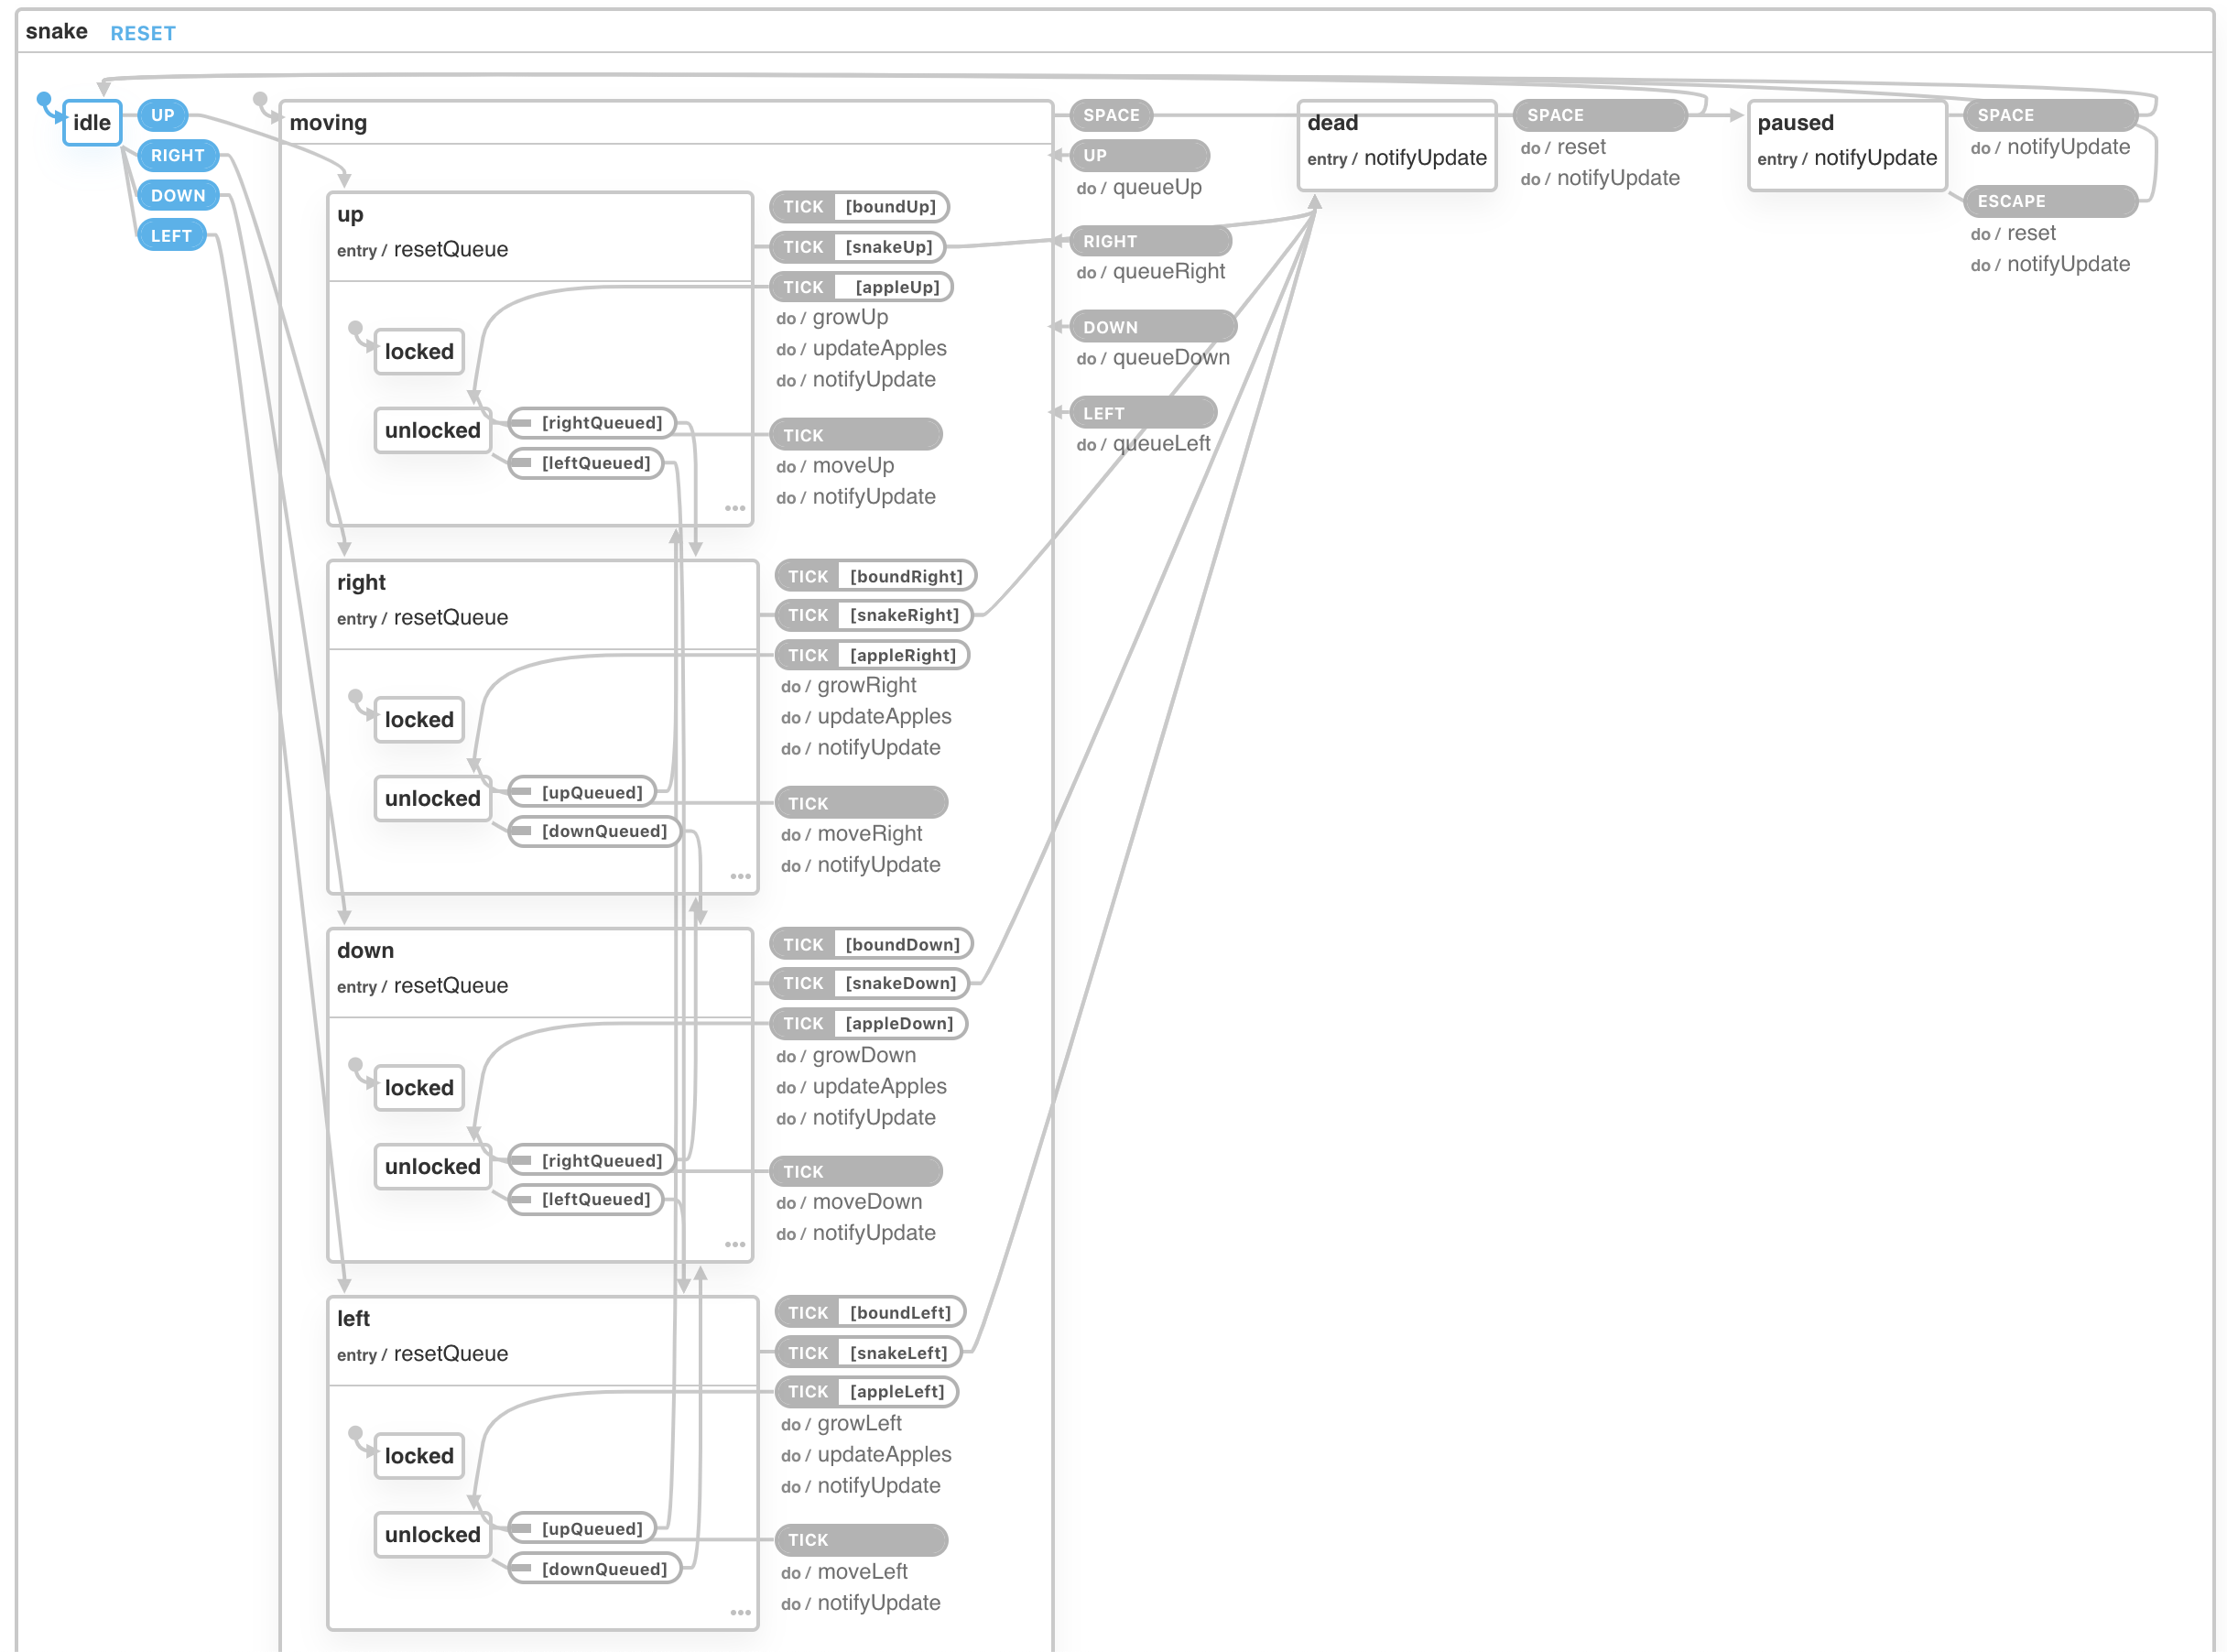 snake RESET
idle
UP
RIGHT
DOWN
LEFT
moving
SPACE
UP
do / queueUp
RIGHT
do / queueRight
DOWN
do / queueDown
LEFT
do / queueLeft
dead
entry / notifyUpdate
SPACE
do / reset
do / notifyUpdate
paused
entry / notifyUpdate
SPACE
do / notifyUpdate
ESCAPE
do / reset
do / notifyUpdate
up
entry / resetQueue
locked
unlocked
[rightQueued]
[leftQueued]
TICK [boundUp]
TICK [snakeUp]
TICK [appleUp]
do / growUp
do / updateApples
do / notifyUpdate
TICK
do / moveUp
do / notifyUpdate
right
entry / resetQueue
locked
unlocked
[upQueued]
[downQueued]
TICK [boundRight]
TICK [snakeRight]
TICK [appleRight]
do / growRight
do / updateApples
do / notifyUpdate
TICK
do / moveRight
do / notifyUpdate
down
entry / resetQueue
locked
unlocked
[rightQueued]
[leftQueued]
TICK [boundDown]
TICK [snakeDown]
TICK [appleDown]
do / growDown
do / updateApples
do / notifyUpdate
TICK
do / moveDown
do / notifyUpdate
left
entry / resetQueue
locked
unlocked
[upQueued]
[downQueued]
TICK [boundLeft]
TICK [snakeLeft]
TICK [appleLeft]
do / growLeft
do / updateApples
do / notifyUpdate
TICK
do / moveLeft
do / notifyUpdate